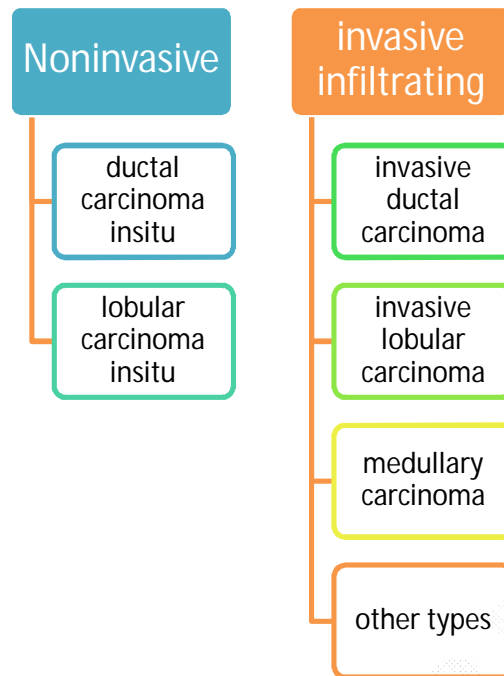 Noninvasive
ductal
carcinoma
insitu
lobular
carcinoma
insitu
invasive
infiltrating
invasive
ductal
carcinoma
invasive
lobular
carcinoma
medullary
carcinoma
other types